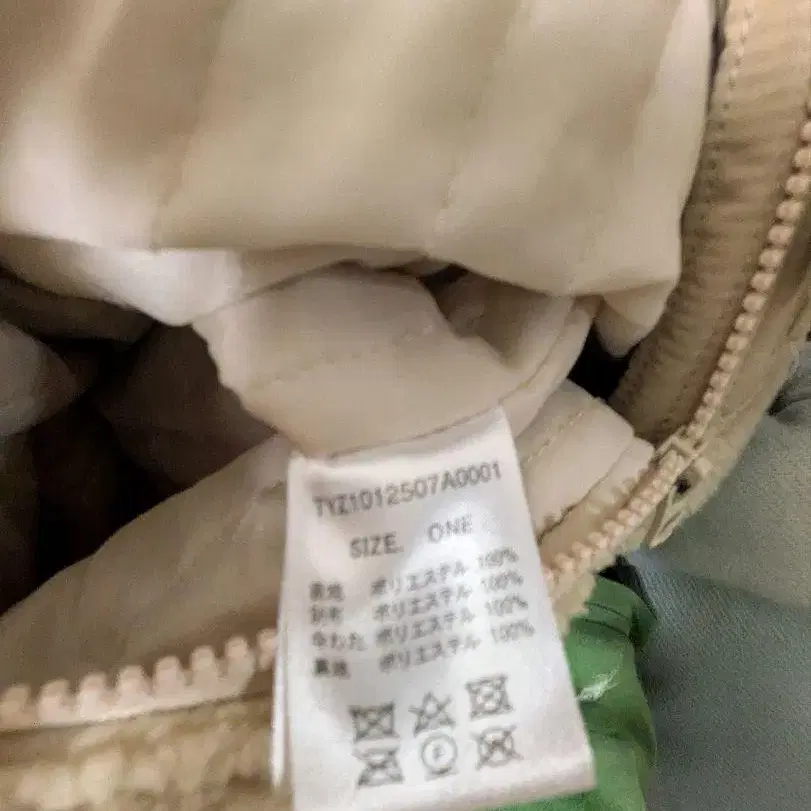 TYZ1012507A0001
SIZE. ONE
表地 ポリエステル 100%
別布 ポリエステル 100%
中わた ポリエステル 100%
裏地 ポリエステル 100%